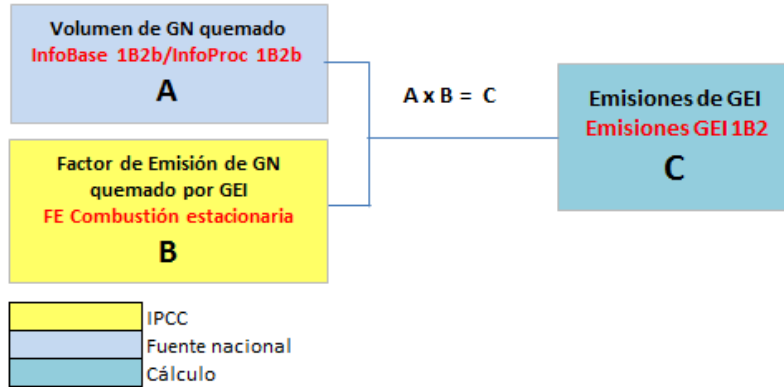 Volumen de GN quemado
InfoBase 1B2b/InfoProc 1B2b
A
A x B = C
Factor de Emisión de GN
quemado por GEI
FE Combustión estacionaria
B
Emisiones de GEI
Emisiones GEI 1B2
C
IPCC
Fuente nacional
Cálculo